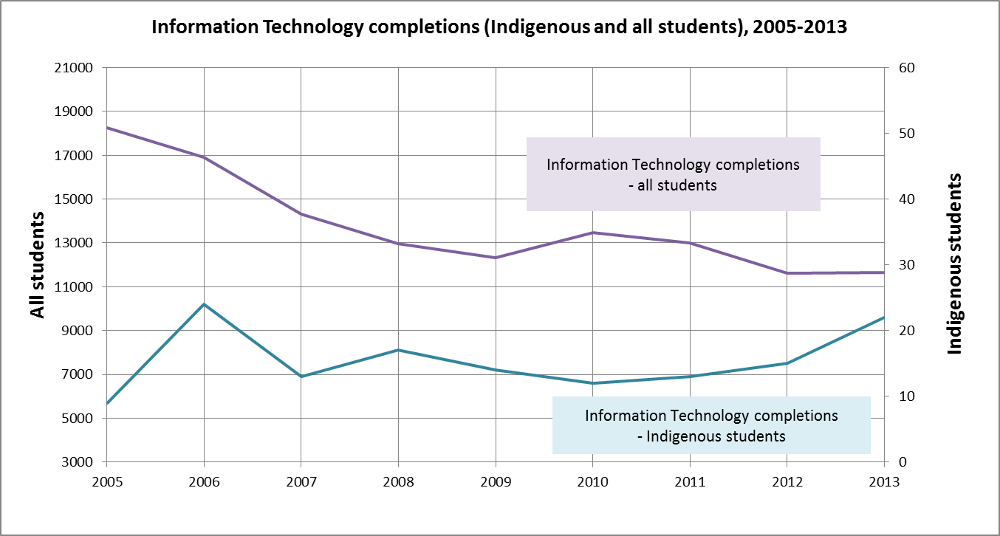 Information Technology completions (Indigenous and all students), 2005-2013
21000
19000
17000
15000
13000
11000
9000
7000
5000
3000
All students
60
50
40
30
20
10
0
Indigenous students
Information Technology completions
- all students
Information Technology completions
- Indigenous students
2005 2006 2007 2008 2009 2010 2011 2012 2013